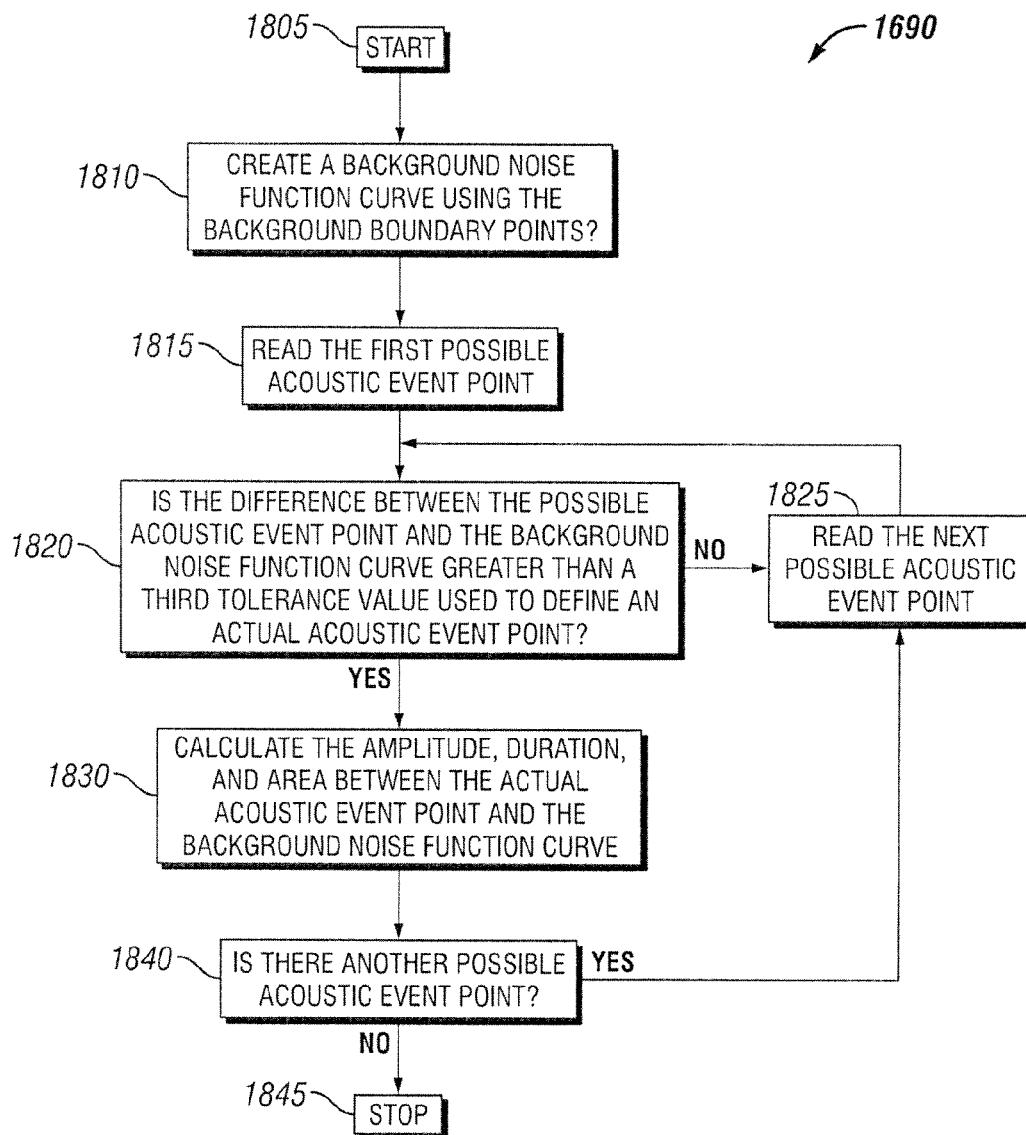 1805
START
1690
1810
CREATE A BACKGROUND NOISE
FUNCTION CURVE USING THE
BACKGROUND BOUNDARY POINTS?
1815
READ THE FIRST POSSIBLE
ACOUSTIC EVENT POINT
1820
IS THE DIFFERENCE BETWEEN THE POSSIBLE
ACOUSTIC EVENT POINT AND THE BACKGROUND
NOISE FUNCTION CURVE GREATER THAN A
THIRD TOLERANCE VALUE USED TO DEFINE AN
ACTUAL ACOUSTIC EVENT POINT?
NO
1825
READ THE NEXT
POSSIBLE ACOUSTIC
EVENT POINT
YES
1830
CALCULATE THE AMPLITUDE, DURATION,
AND AREA BETWEEN THE ACTUAL
ACOUSTIC EVENT POINT AND THE
BACKGROUND NOISE FUNCTION CURVE
1840
IS THERE ANOTHER POSSIBLE
ACOUSTIC EVENT POINT?
YES
NO
1845
STOP